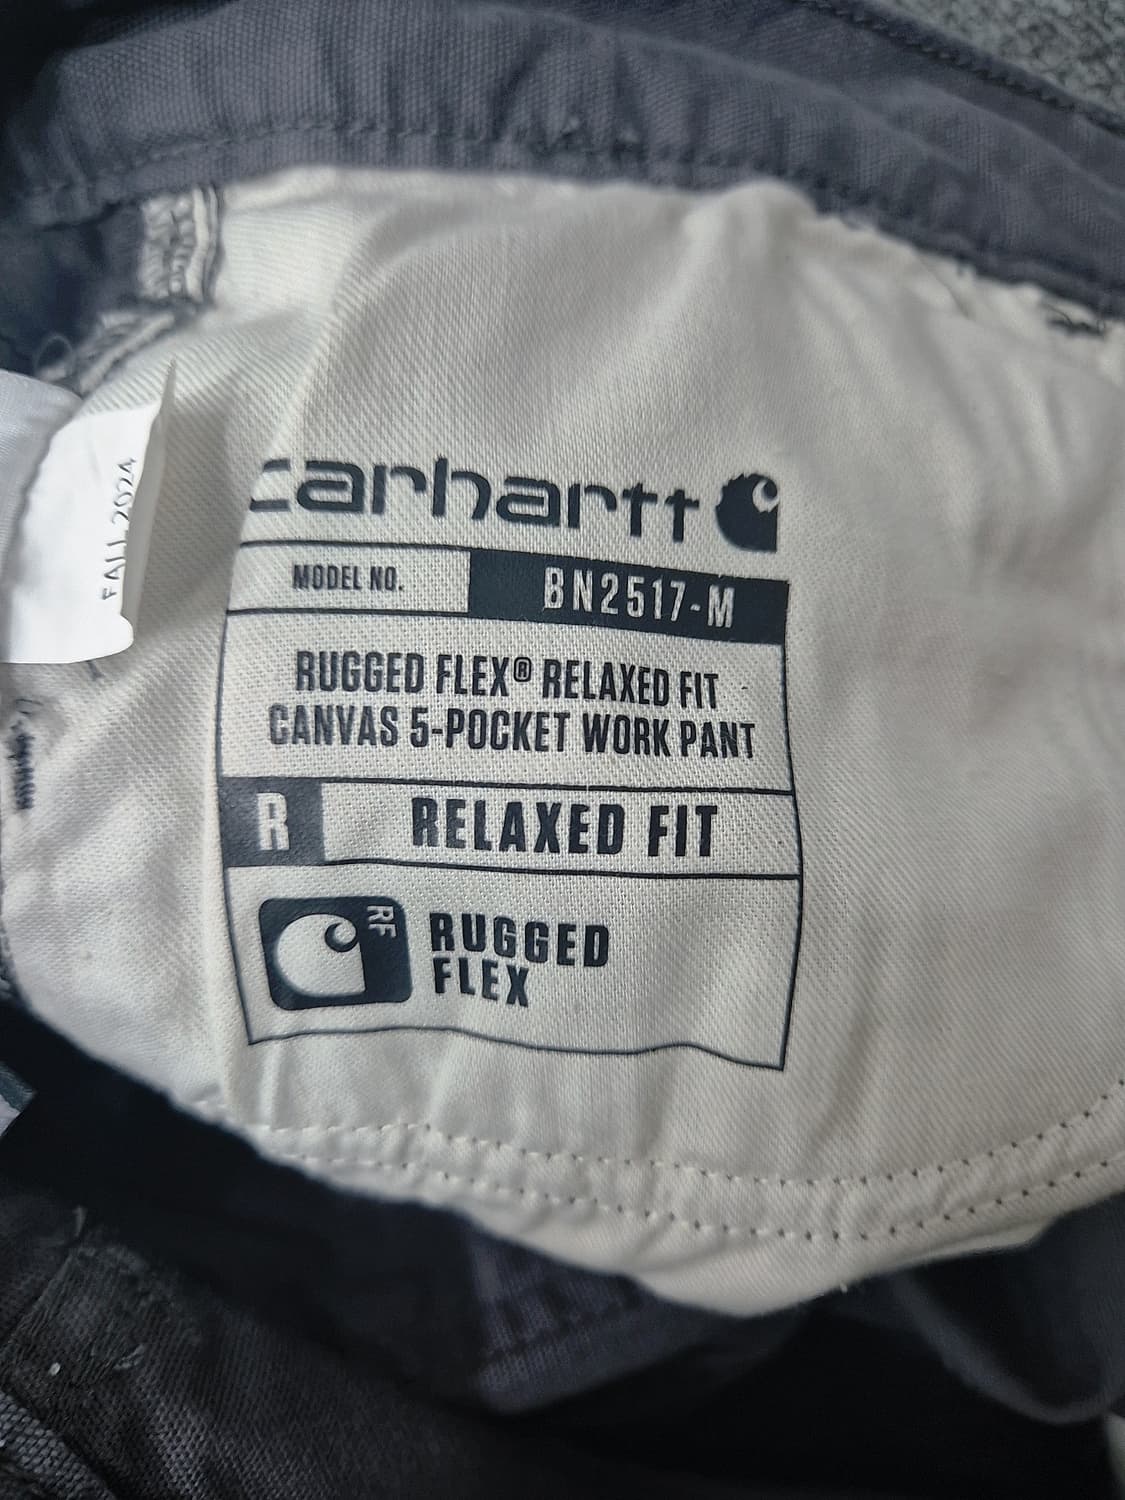 FALL 2024
carhartt
MODEL NO.
BN2517-M
RUGGED FLEX® RELAXED FIT
CANVAS 5-POCKET WORK PANT
R
RELAXED FIT
RF
RUGGED
FLEX